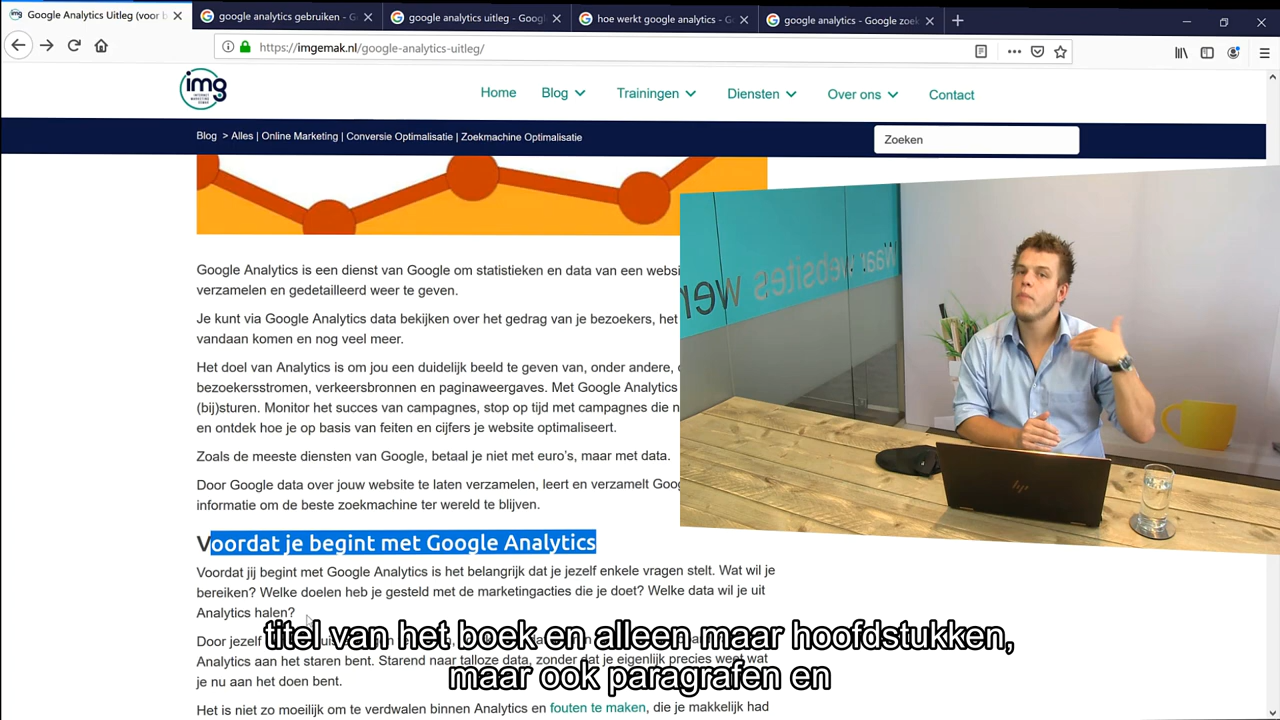 Google Analytics Uitleg (voor b
google analytics gebruiken - G
google analytics uitleg - Goog
hoe werkt google analytics - G
google analytics - Google zoek
https://imgemak.nl/google-analytics-uitleg/
img
Home
Blog
Trainingen
Diensten
Over ons
Contact
Blog > Alles | Online Marketing | Conversie Optimalisatie | Zoekmachine Optimalisatie
Zoeken
Google Analytics is een dienst van Google om statistieken en data van een websi
verzamelen en gedetailleerd weer te geven.
Je kunt via Google Analytics data bekijken over het gedrag van je bezoekers, het
vandaan komen en nog veel meer.
Het doel van Analytics is om jou een duidelijk beeld te geven van, onder andere,
bezoekersstromen, verkeersbronnen en paginaweergaves. Met Google Analytics
(bij)sturen. Monitor het succes van campagnes, stop op tijd met campagnes die n
en ontdek hoe je op basis van feiten en cijfers je website optimaliseert.
Zoals de meeste diensten van Google, betaal je niet met euro's, maar met data.
Door Google data over jouw website te laten verzamelen, leert en verzamelt Goog
informatie om de beste zoekmachine ter wereld te blijven.
Waar websites
wer
hp
Voordat je begint met Google Analytics
Voordat jij begint met Google Analytics is het belangrijk dat je jezelf enkele vragen stelt. Wat wil je
bereiken? Welke doelen heb je gesteld met de marketingacties die je doet? Welke data wil je uit
Analytics halen?
Door jezelf
Analytics aan het staren bent. Starend naar talloze data, zonder dat je eigenlijk precies weet wat
je nu aan het doen bent.
Het is niet zo moeilijk om te verdwalen binnen Analytics en fouten te maken, die je makkelijk had
titel van het boek en alleen maar hoofdstukken,
maar ook paragrafen en